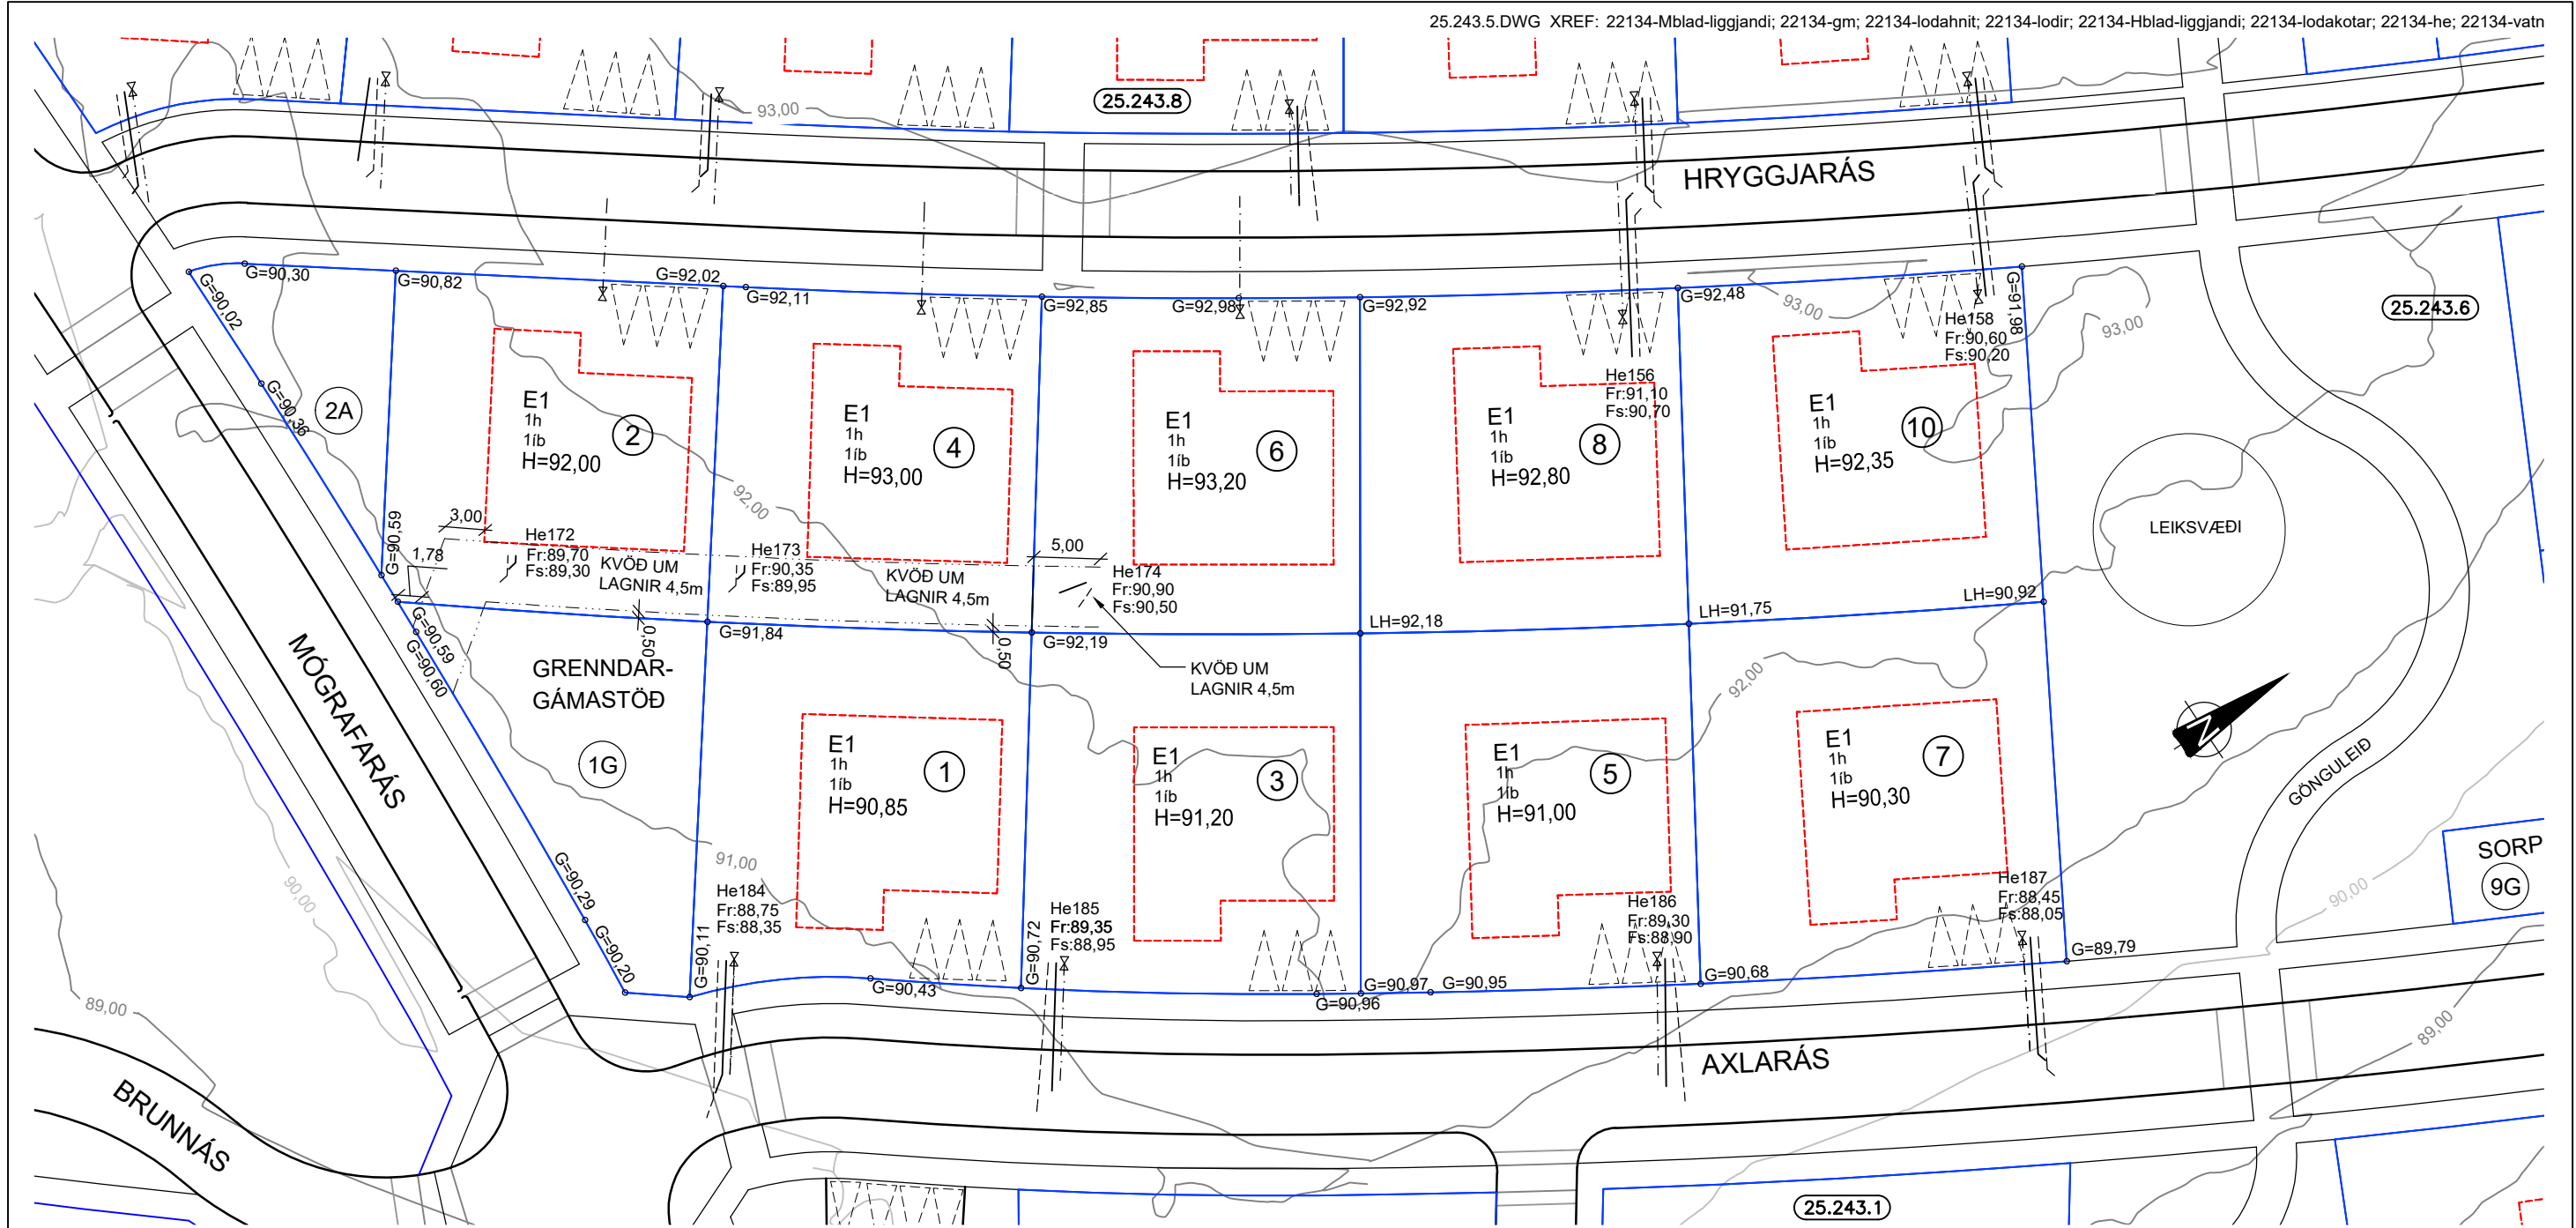 25.243.5.DWG XREF: 22134-Mblad-liggjandi; 22134-gm; 22134-lodahnit; 22134-lodir; 22134-Hblad-liggjandi; 22134-lodakotar; 22134-he; 22134-vatn
25.243.8
93,00
HRYGGJARÁS
G=90,02
G=90,30
G=90,82
G=92,02
G=92,11
G=92,85
G=92,98
G=92,92
G=92,48
G=91,98
93,00
93,00
25.243.6
He158
Fr:90,60
Fs:90,20
He156
Fr:91,10
Fs:90,70
G=90,36
2A
E1
1h
1íb
H=92,00
2
E1
1h
1íb
H=93,00
4
E1
1h
1íb
H=93,20
6
E1
1h
1íb
H=92,80
8
E1
1h
1íb
H=92,35
10
92,00
LEIKSVÆÐI
G=90,59
3,00
1,78
He172
Fr:89,70
Fs:89,30
KVÖÐ UM
LAGNIR 4,5m
He173
Fr:90,35
Fs:89,95
KVÖÐ UM
LAGNIR 4,5m
5,00
He174
Fr:90,90
Fs:90,50
KVÖÐ UM
LAGNIR 4,5m
G=90,59
G=90,60
0,50
G=91,84
0,50
G=92,19
LH=92,18
LH=91,75
LH=90,92
MÓGRAFARÁS
GRENNDAR-
GÁMASTÖÐ
1G
92,00
N
GÖNGULEIÐ
E1
1h
1íb
H=90,85
1
E1
1h
1íb
H=91,20
3
E1
1h
1íb
H=91,00
5
E1
1h
1íb
H=90,30
7
SORP
9G
90,00
91,00
90,00
He184
Fr:88,75
Fs:88,35
He185
Fr:89,35
Fs:88,95
He186
Fr:89,30
Fs:88,90
He187
Fr:88,45
Fs:88,05
G=90,29
G=90,20
G=90,11
G=90,43
G=90,72
G=90,96
G=90,97
G=90,95
G=90,68
G=89,79
89,00
89,00
AXLARÁS
BRUNNÁS
25.243.1